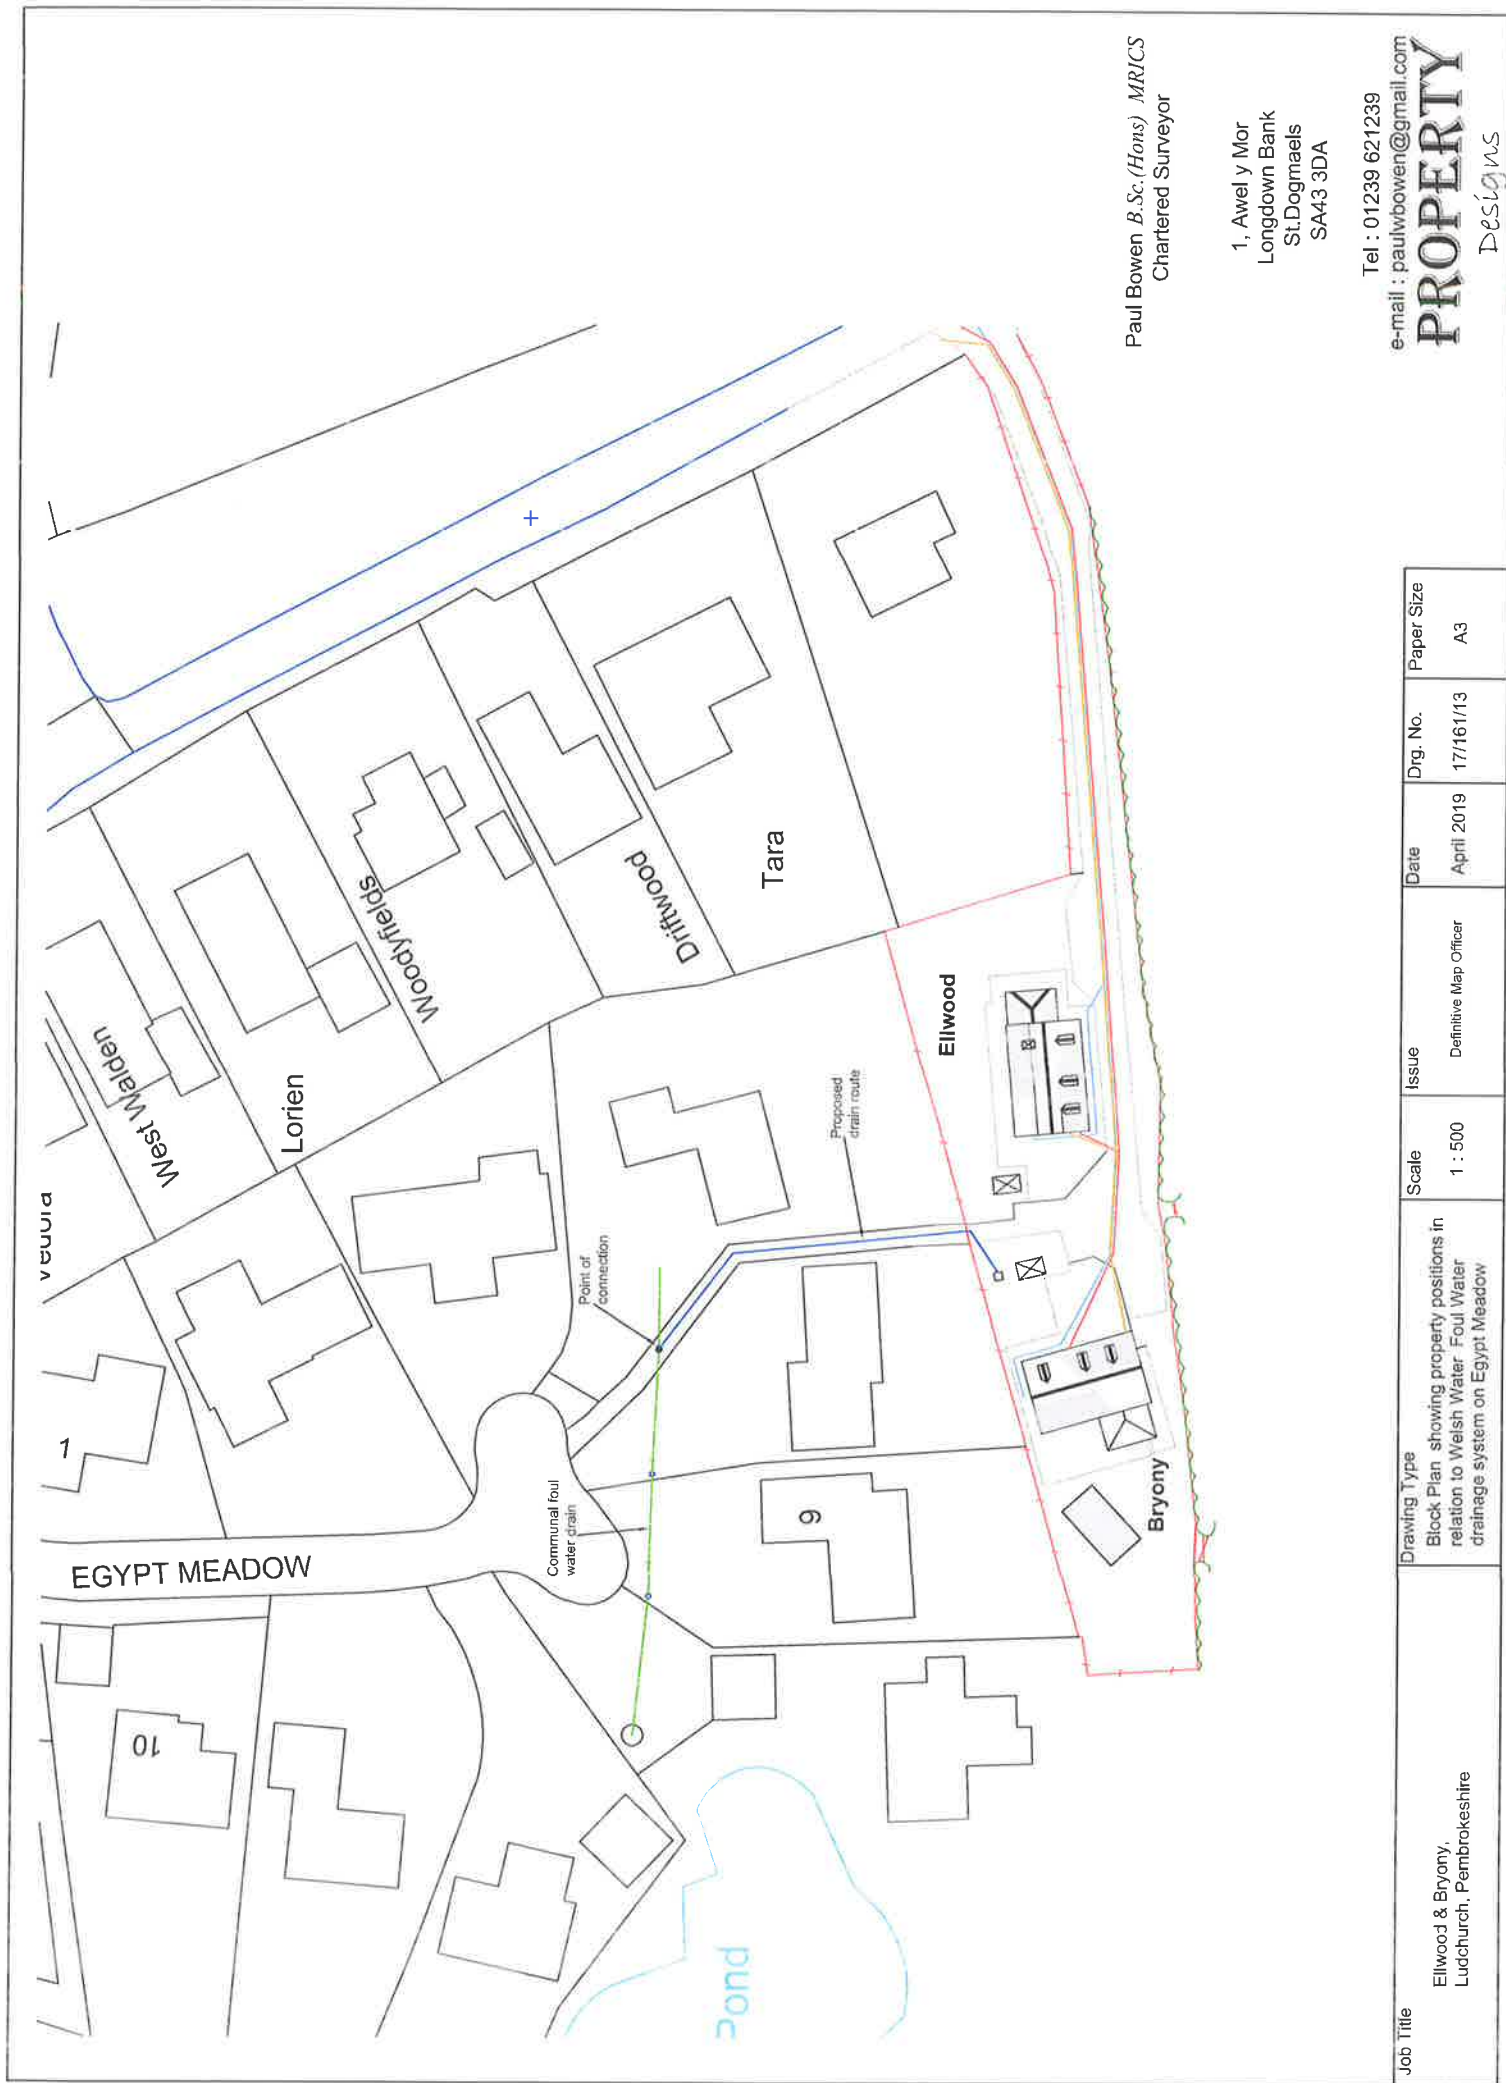 West Walden
Lorien
Woodyfields
Driftwood
Tara
Ellwood
Bryony
1
EGYPT MEADOW
10
9
Point of
connection
Proposed
drain route
Communal foul
water drain
Pond
Paul Bowen B.Sc.(Hons) MRICS
Chartered Surveyor
1, Awel y Mor
Longdown Bank
St.Dogmaels
SA43 3DA
Tel : 01239 621239
e-mail : paulwbowen@gmail.com
PROPERTY
Designs
Job Title
Ellwood & Bryony,
Ludchurch, Pembrokeshire
Drawing Type
Block Plan showing property positions in
relation to Welsh Water Foul Water
drainage system on Egypt Meadow
Scale
1 : 500
Issue
Definitive Map Officer
Date
April 2019
Drg. No.
17/161/13
Paper Size
A3